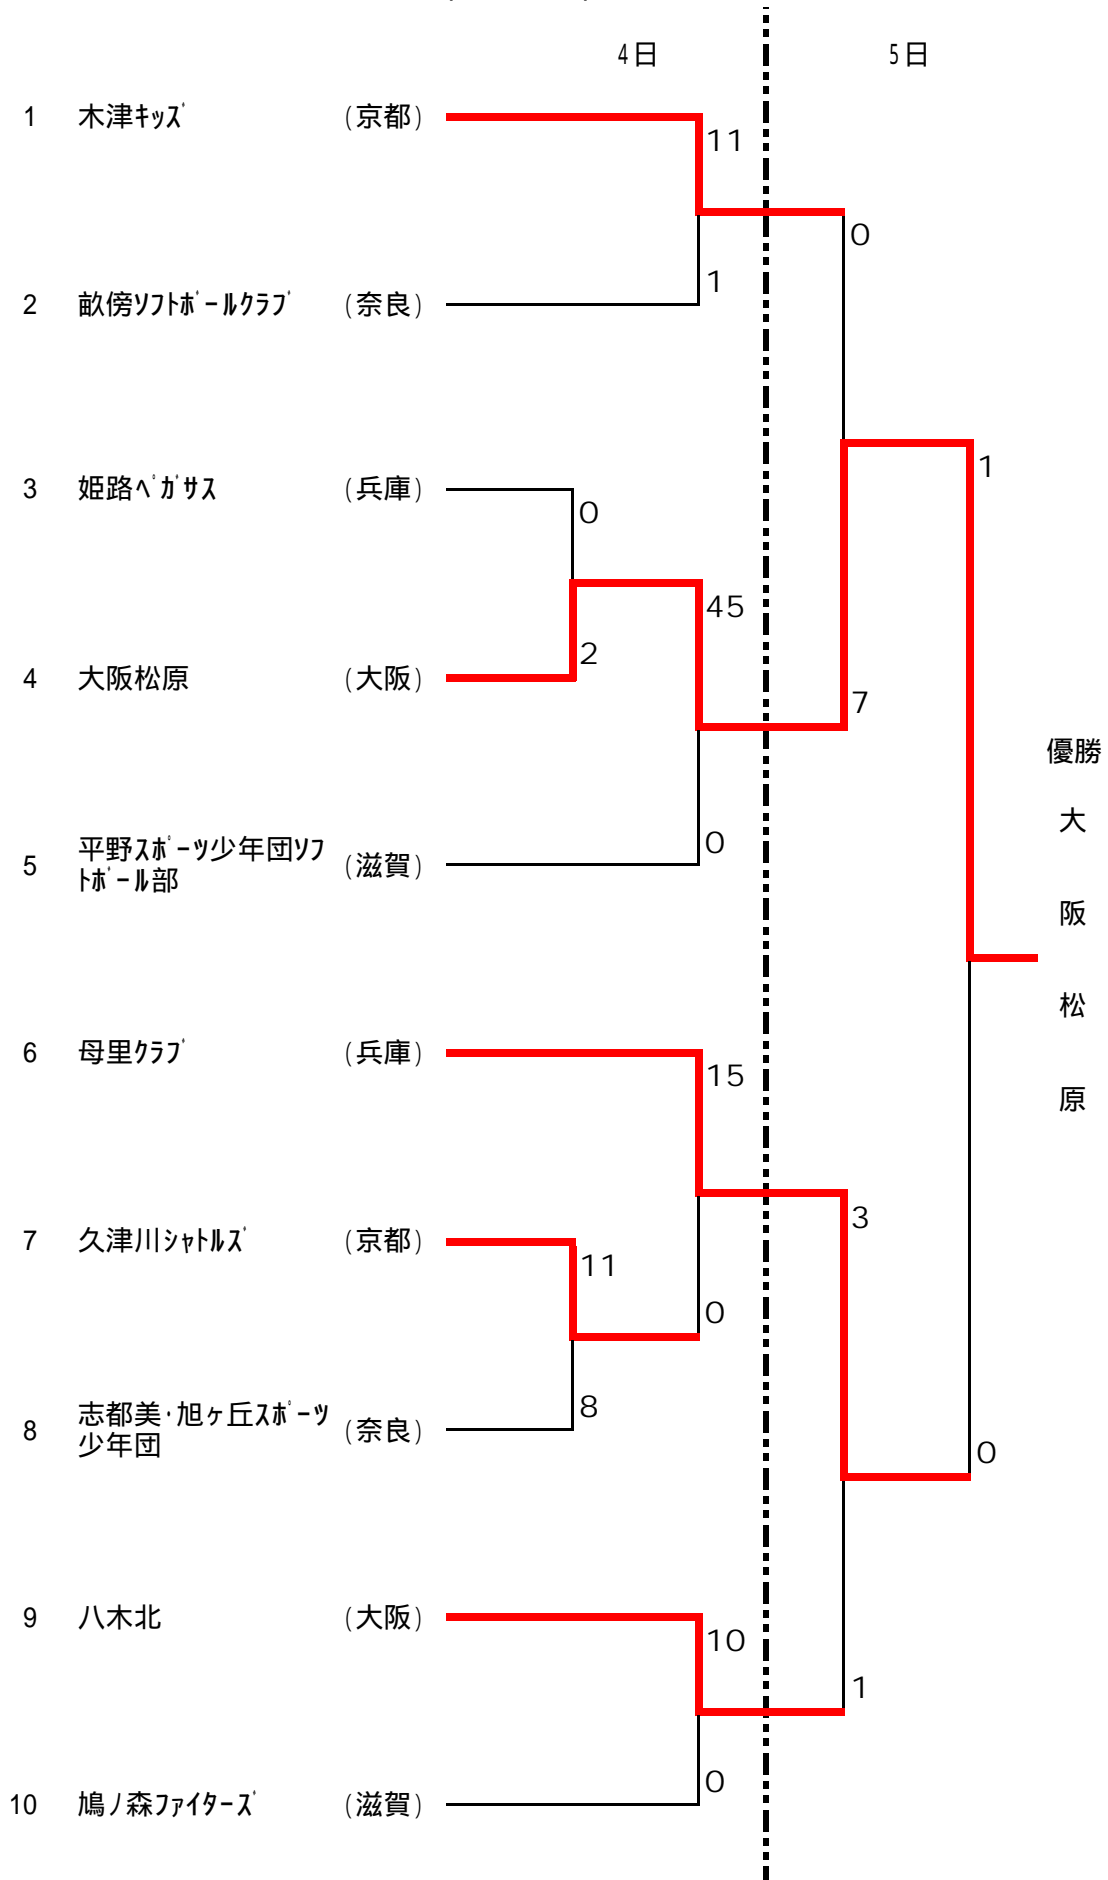 4日 5日
1 木津ｷｯｽﾞ (京都)
11
0
1
2 畝傍ｿﾌﾄﾎﾞｰﾙｸﾗﾌﾞ (奈良)
1
3 姫路ﾍﾟｶﾞｻｽ (兵庫)
0
45
2
4 大阪松原 (大阪)
7
優勝
大
阪
松
原
0
5 平野ｽﾎﾟｰﾂ少年団ｿﾌ
ﾄﾎﾞｰﾙ部 (滋賀)
6 母里ｸﾗﾌﾞ (兵庫)
15
3
7 久津川ｼｬﾄﾙｽﾞ (京都)
11
0
8
8 志都美･旭ヶ丘ｽﾎﾟｰﾂ
少年団 (奈良)
0
9 八木北 (大阪)
10
1
0
10 鳩ﾉ森ﾌｧｲﾀｰｽﾞ (滋賀)